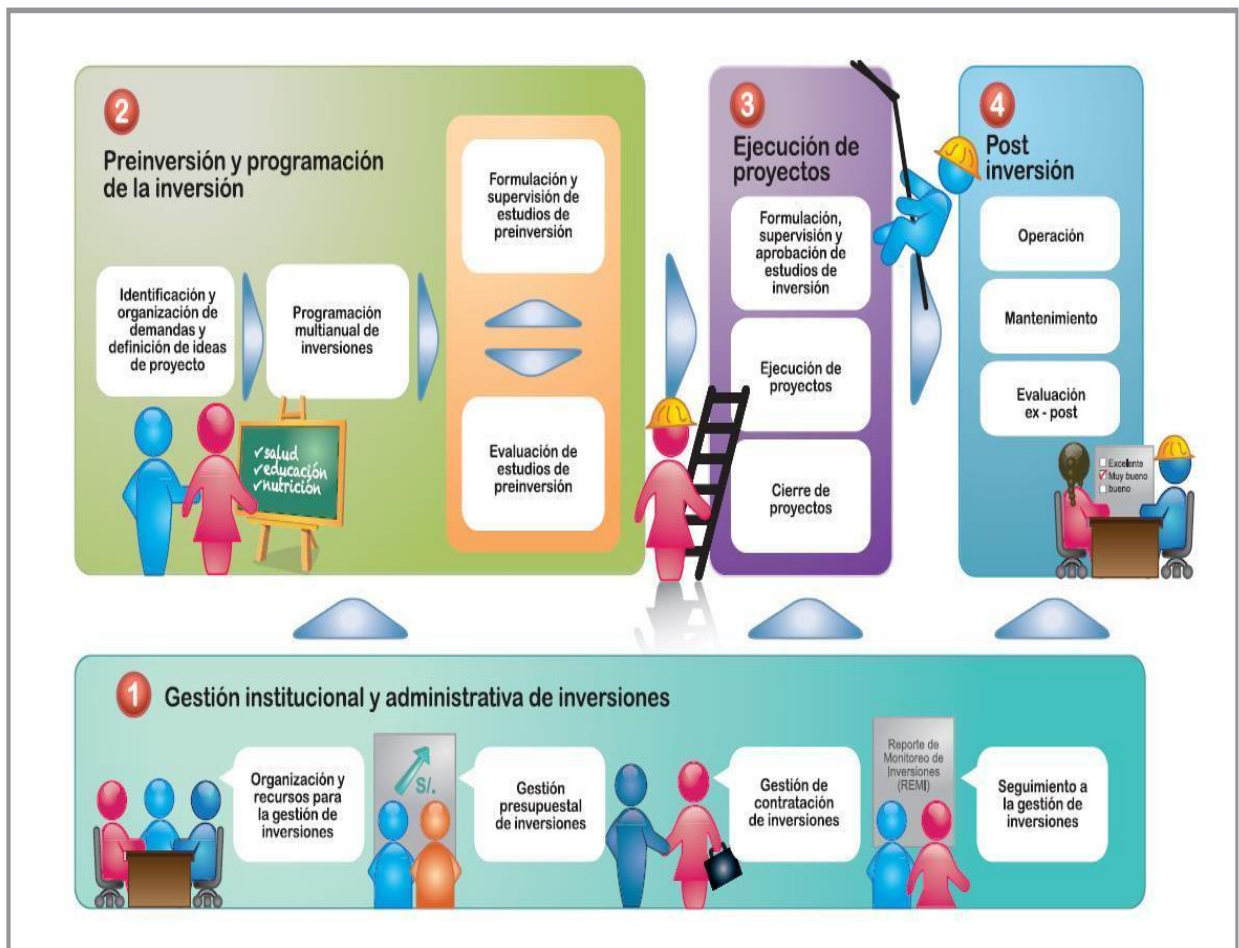 2
Preinversión y programación
de la inversión
Identificación y
organización de
demandas y
definición de ideas
de proyecto
Programación
multianual de
inversiones
Formulación y
supervisión de
estudios de
preinversión
Evaluación de
estudios de
preinversión
✓salud
✓educación
✓nutrición
3
Ejecución de
proyectos
Formulación,
supervisión y
aprobación de
estudios de
inversión
Ejecución de
proyectos
Cierre de
proyectos
4
Post
inversión
Operación
Mantenimiento
Evaluación
ex - post
Excellente
Muy bueno
bueno
1
Gestión institucional y administrativa de inversiones
Organización y
recursos para
la gestión de
inversiones
S/.
Gestión
presupuestal
de inversiones
Gestión de
contratación
de inversiones
Reporte de
Monitoreo de
Inversiones
(REMI)
Seguimiento a
la gestión de
inversiones